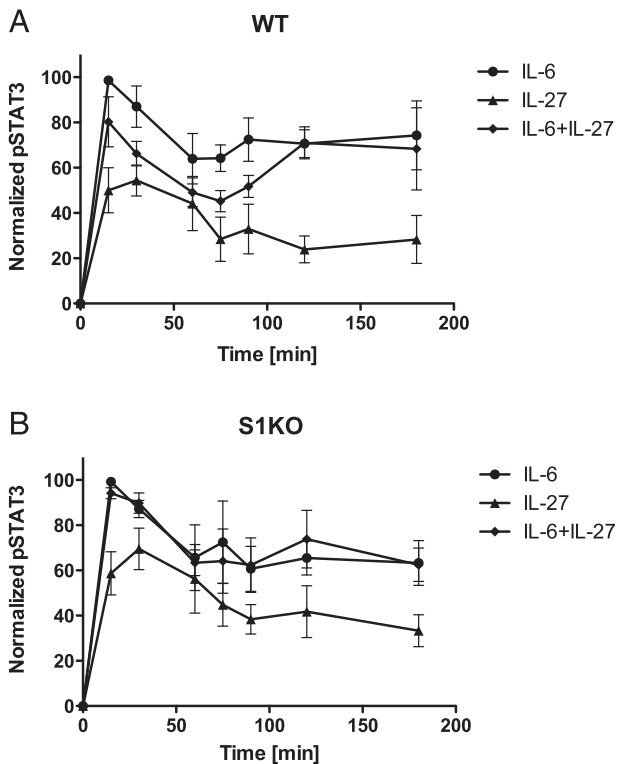 A
WT
IL-6
IL-27
IL-6+IL-27
Normalized pSTAT3
100
80
60
40
20
0
0 50 100 150 200
Time [min]
B
S1KO
IL-6
IL-27
IL-6+IL-27
Normalized pSTAT3
100
80
60
40
20
0
0 50 100 150 200
Time [min]